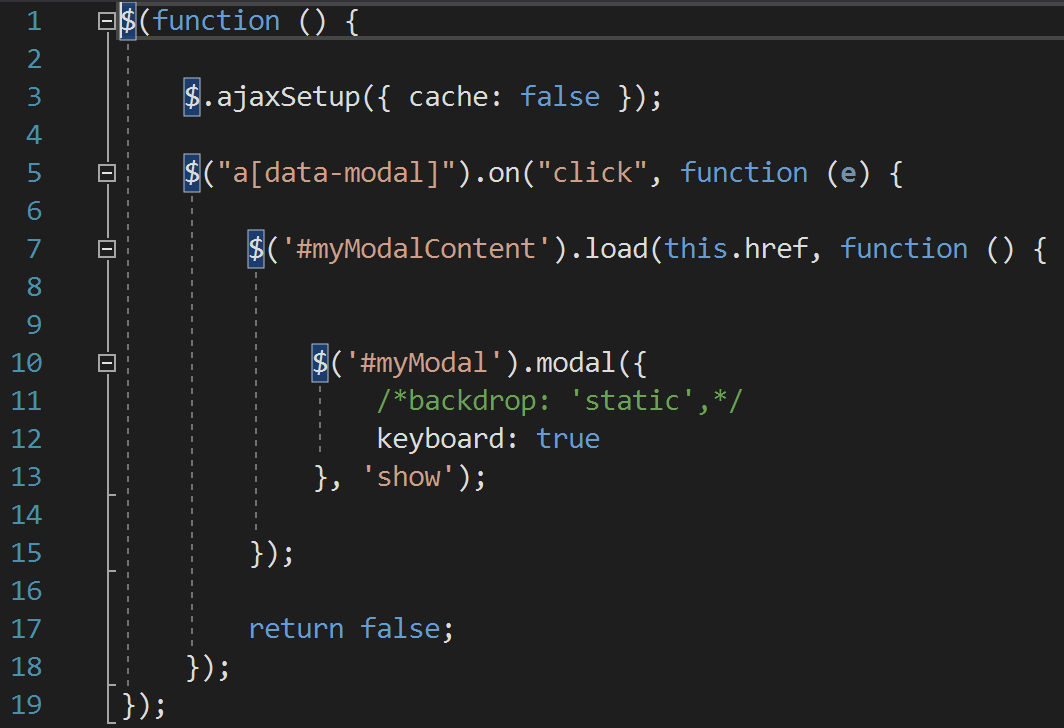 1 $(function () {
2
3 $.ajaxSetup({ cache: false });
4
5 $("a[data-modal]").on("click", function (e) {
6
7 $('#myModalContent').load(this.href, function () {
8
9
10 $('#myModal').modal({
11 /*backdrop: 'static',*/
12 keyboard: true
13 }, 'show');
14
15 });
16
17 return false;
18 });
19 });